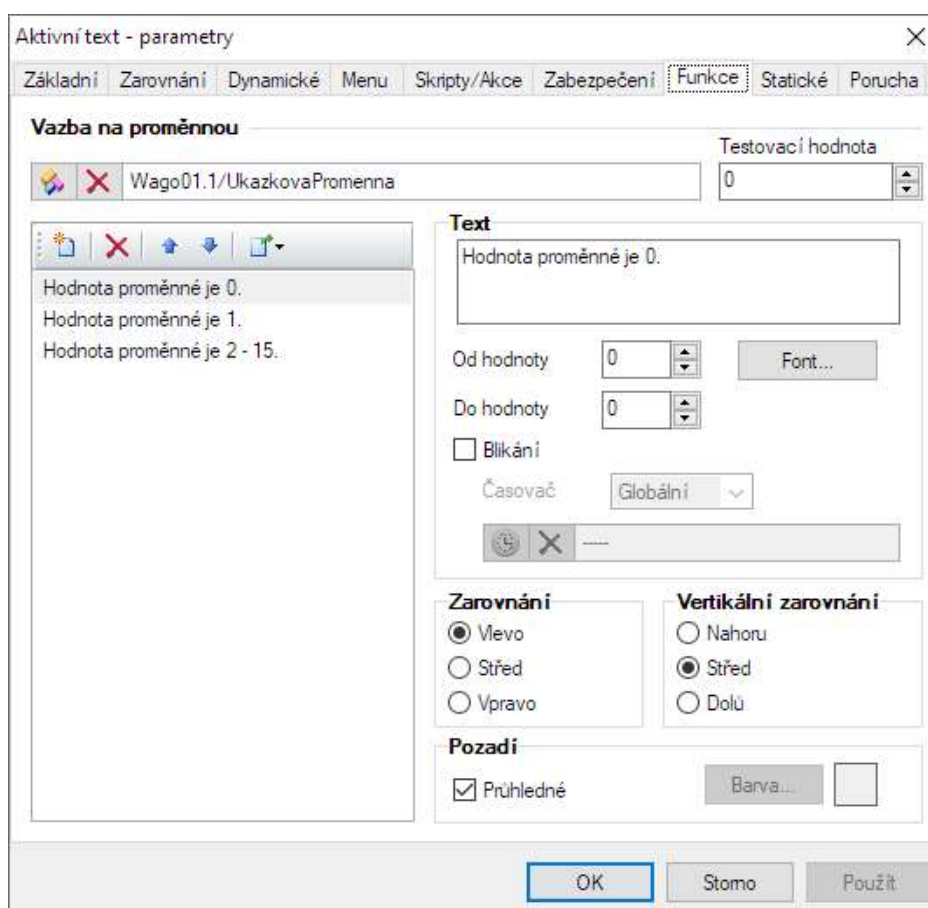 Aktivní text - parametry
Základní Zarovnání Dynamické Menu Skripty/Akce Zabezpečení Funkce Statické Porucha
Vazba na proměnnou
Testovací hodnota
Wago01.1/UkazkovaPromenna
0
Hodnota proměnné je 0.
Hodnota proměnné je 1.
Hodnota proměnné je 2 - 15.
Text
Hodnota proměnné je 0.
Od hodnoty 0 Font...
Do hodnoty 0
Blikání
Časovač Globální
-----
Zarovnání
Vlevo
Střed
Vpravo
Vertikální zarovnání
Nahoru
Střed
Dolů
Pozadí
Průhledné Barva...
OK Storno Použít